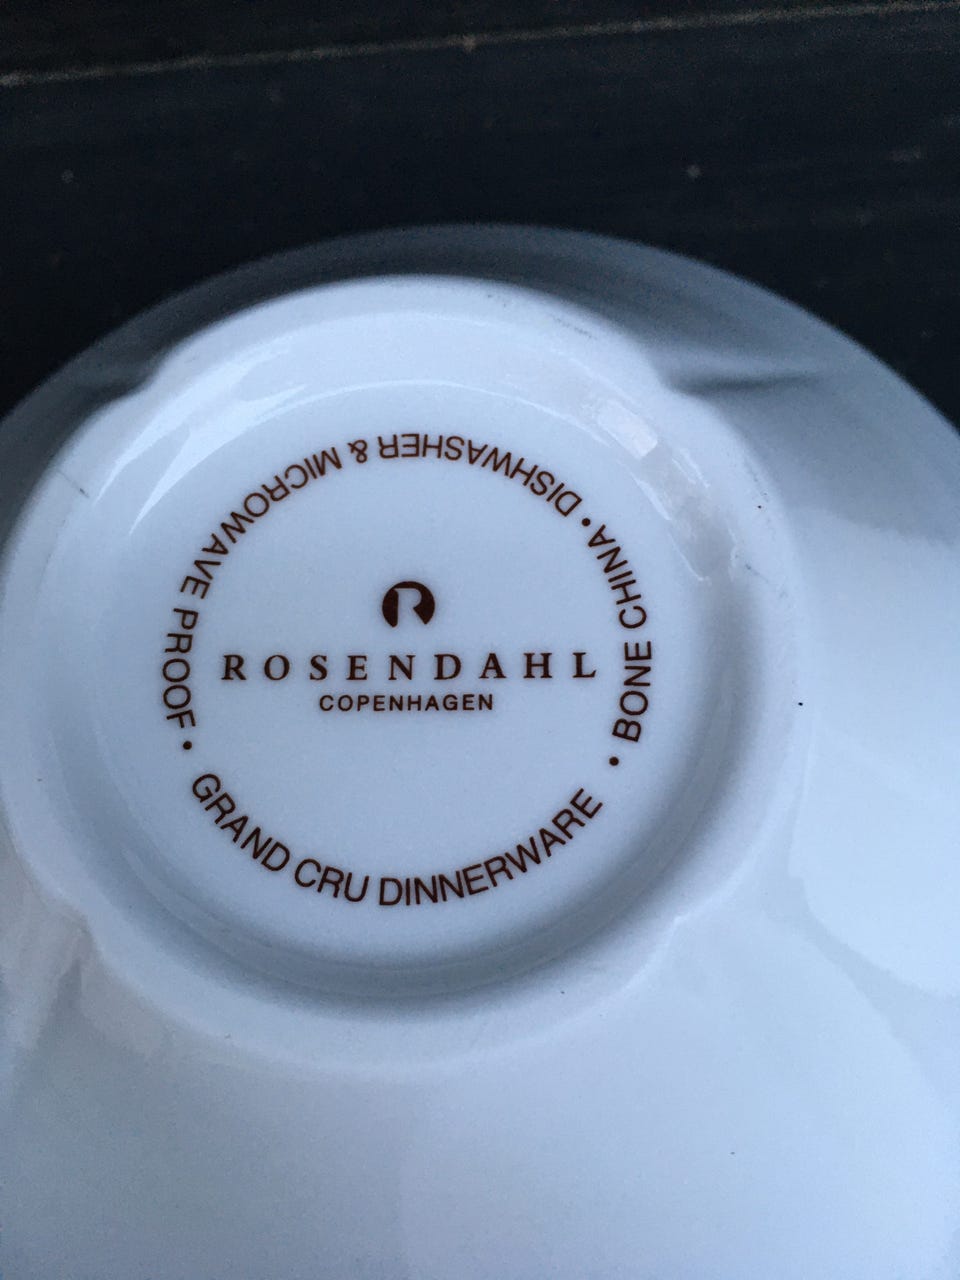 R
ROSENDAHL
COPENHAGEN
GRAND CRU DINNERWARE • BONE CHINA • DISHWASHER & MICROWAVE PROOF •